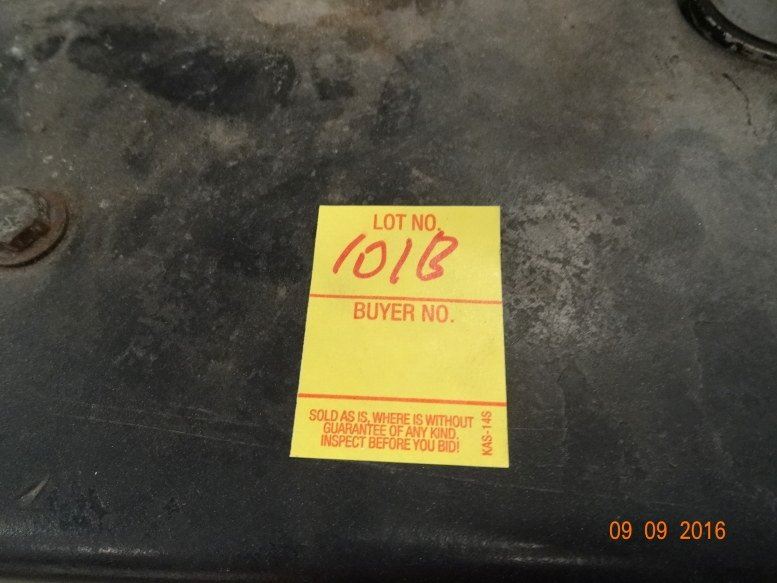 LOT NO.
101B
BUYER NO.
SOLD AS IS, WHERE IS WITHOUT
GUARANTEE OF ANY KIND.
INSPECT BEFORE YOU BID!
KAS-14S
09 09 2016